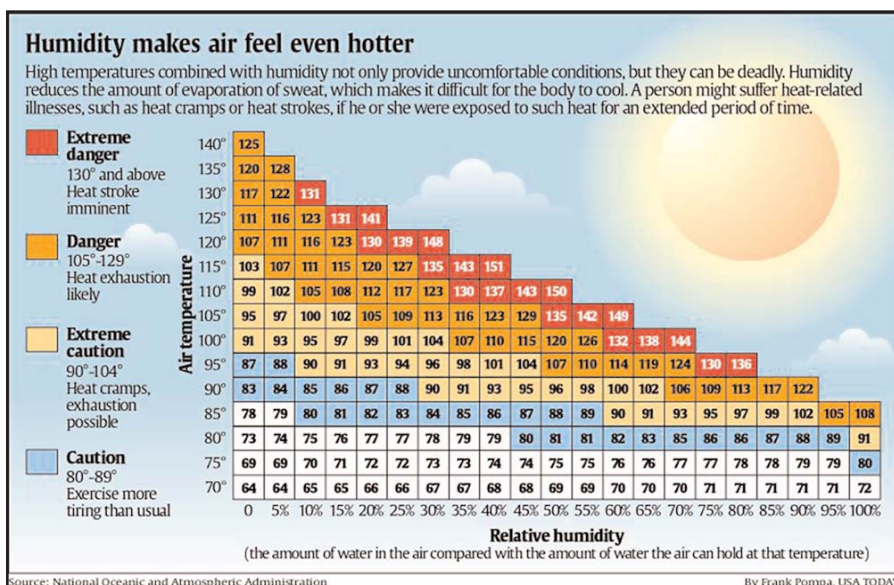 Humidity makes air feel even hotter
High temperatures combined with humidity not only provide uncomfortable conditions, but they can be deadly. Humidity
reduces the amount of evaporation of sweat, which makes it difficult for the body to cool. A person might suffer heat-related
illnesses, such as heat cramps or heat strokes, if he or she were exposed to such heat for an extended period of time.
Extreme
danger
130° and above
Heat stroke
imminent
Danger
105°-129°
Heat exhaustion
likely
Extreme
caution
90°-104°
Heat cramps,
exhaustion
possible
Caution
80°-89°
Exercise more
tiring than usual
Air temperature
140° 125
135° 120 128
130° 117 122 131
125° 111 116 123 131 141
120° 107 111 116 123 130 139 148
115° 103 107 111 115 120 127 135 143 151
110° 99 102 105 108 112 117 123 130 137 143 150
105° 95 97 100 102 105 109 113 116 123 129 135 142 149
100° 91 93 95 97 99 101 104 107 110 115 120 126 132 138 144
95° 87 88 90 91 93 94 96 98 101 104 107 110 114 119 124 130 136
90° 83 84 85 86 87 88 90 91 93 95 96 98 100 102 106 109 113 117 122
85° 78 79 80 81 82 83 84 85 86 87 88 89 90 91 93 95 97 99 102 105 108
80° 73 74 75 76 77 77 78 79 79 80 81 81 82 83 85 86 86 87 88 89 91
75° 69 69 70 71 72 72 73 73 74 74 75 75 76 76 77 77 78 78 79 79 80
70° 64 64 65 65 66 66 67 67 68 68 69 69 70 70 70 71 71 71 71 71 72
0 5% 10% 15% 20% 25% 30% 35% 40% 45% 50% 55% 60% 65% 70% 75% 80% 85% 90% 95% 100%
Relative humidity
(the amount of water in the air compared with the amount of water the air can hold at that temperature)
Source: National Oceanic and Atmospheric Administration
By Frank Pompa, USA TODA